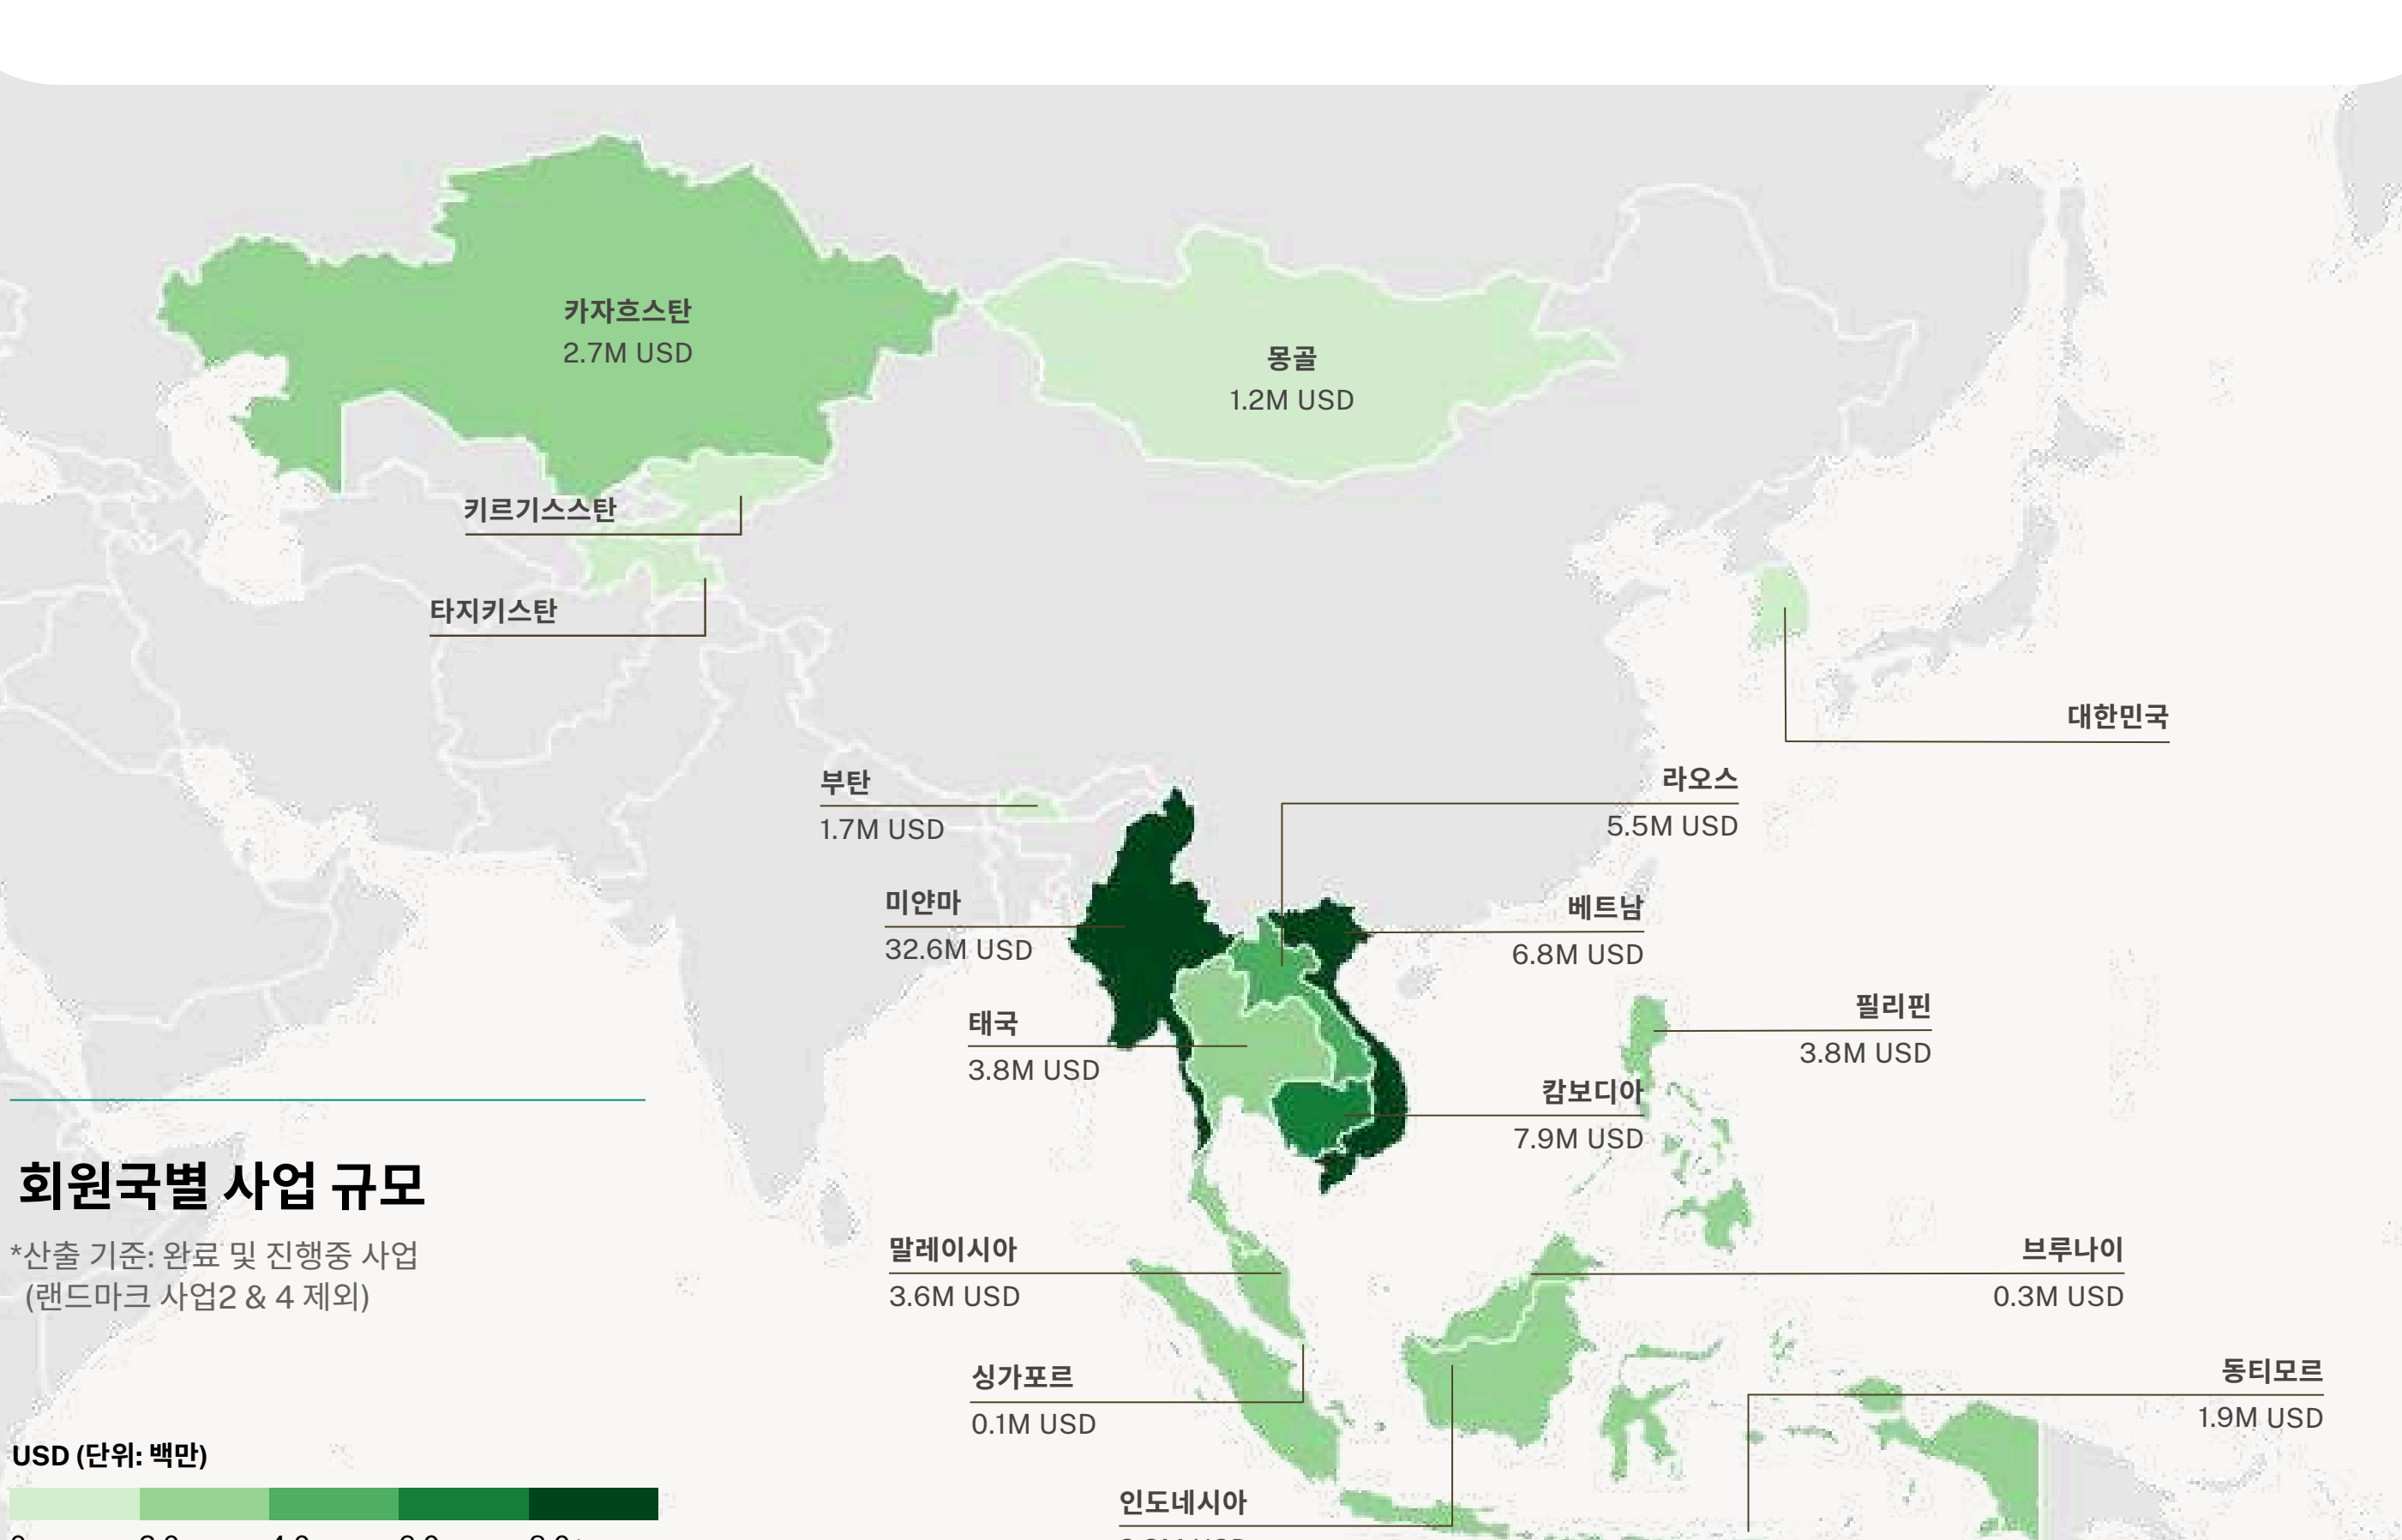 카자흐스탄
2.7M USD
몽골
1.2M USD
키르기스스탄
타지키스탄
대한민국
부탄
1.7M USD
라오스
5.5M USD
미얀마
32.6M USD
베트남
6.8M USD
태국
3.8M USD
필리핀
3.8M USD
캄보디아
7.9M USD
회원국별 사업 규모
*산출 기준: 완료 및 진행중 사업
(랜드마크 사업2 & 4 제외)
말레이시아
3.6M USD
브루나이
0.3M USD
싱가포르
0.1M USD
동티모르
1.9M USD
USD (단위: 백만)
인도네시아